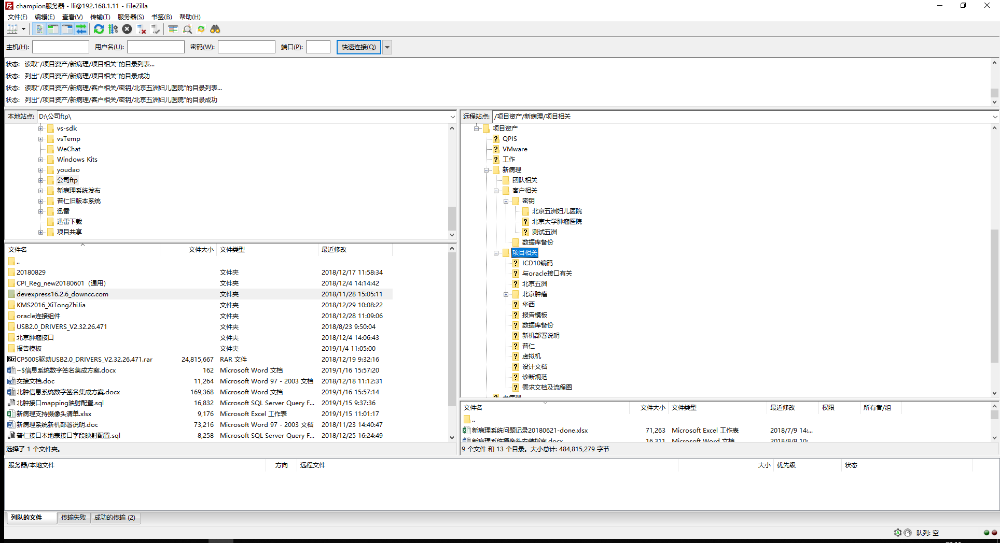 champion服务器 - lli@192.168.1.11 - FileZilla
文件(F) 编辑(E) 查看(V) 传输(T) 服务器(S) 书签(B) 帮助(H)
主机(H): 用户名(U): 密码(W): 端口(P): 快速连接(Q)
状态: 读取“/项目资产/新病理/项目相关”的目录列表...
状态: 列出“/项目资产/新病理/项目相关”的目录成功
状态: 读取“/项目资产/新病理/客户相关/密钥/北京五洲妇儿医院”的目录列表...
状态: 列出“/项目资产/新病理/客户相关/密钥/北京五洲妇儿医院”的目录成功
本地站点: D:\公司ftp\
vs-sdk
vsTemp
WeChat
Windows Kits
youdao
公司ftp
新病理系统发布
普仁旧版本系统
迅雷
迅雷下载
项目共享
文件名 文件大小 文件类型 最近修改
..
20180829 文件夹 2018/12/17 11:58:34
CPI_Reg_new20180601（通用） 文件夹 2018/12/4 14:14:42
devexpress16.2.6_downcc.com 文件夹 2018/11/28 15:05:11
KMS2016_XiTongZhiJia 文件夹 2018/12/29 10:08:22
oracle连接组件 文件夹 2018/12/28 11:09:06
USB2.0_DRIVERS_V2.32.26.471 文件夹 2018/8/23 9:50:04
北京肿瘤接口 文件夹 2018/12/4 14:06:43
报告模板 文件夹 2019/1/4 11:05:00
CP500S驱动USB2.0_DRIVERS_V2.32.26.471.rar 24,815,667 RAR 文件 2018/12/19 9:32:16
~$信息系统数字签名集成方案.docx 162 Microsoft Word 文档 2019/1/16 15:57:20
交接文档.doc 11,264 Microsoft Word 97 - 2003 文档 2018/12/18 11:12:31
北肿信息系统数字签名集成方案.docx 169,368 Microsoft Word 文档 2019/1/16 15:57:14
北肿接口mapping映射配置.sql 16,832 Microsoft SQL Server Query F... 2019/1/15 9:37:36
新病理支持摄像头清单.xlsx 9,176 Microsoft Excel 工作表 2019/1/15 11:01:17
新病理系统新机部署说明.doc 73,216 Microsoft Word 97 - 2003 文档 2018/11/23 14:40:47
普仁接口本地表接口字段映射配置.sql 8,258 Microsoft SQL Server Query F... 2018/12/25 16:24:49
选择了 1 个文件夹。
远程站点: /项目资产/新病理/项目相关
项目资产
QPIS
VMware
工作
新病理
团队相关
客户相关
密钥
北京五洲妇儿医院
北京大学肿瘤医院
测试五洲
数据库备份
项目相关
ICD10编码
与oracle接口有关
北京五洲
北京肿瘤
华西
报告模板
数据库备份
新机部署说明
普仁
虚拟机
设计文档
诊断规范
需求文档及流程图
老病理
文件名 文件大小 文件类型 最近修改 权限 所有者/组
..
新病理系统问题记录20180621-done.xlsx 71,263 Microsoft Excel 工作表 2018/7/9 14:...
新病理系统摄像头安装指南.docx 16,311 Microsoft Word 文档 2018/8/8 10:...
9 个文件 和 13 个目录。大小总计: 484,815,279 字节
服务器/本地文件 方向 远程文件 大小 优先级 状态
列队的文件 传输失败 成功的传输 (2)
队列: 空